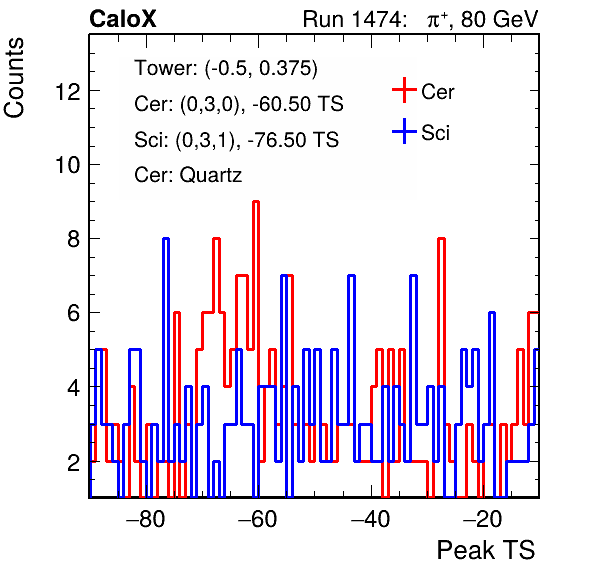 CaloX Run 1474: π⁺, 80 GeV
Counts
Tower: (-0.5, 0.375)
Cer: (0,3,0), -60.50 TS
Sci: (0,3,1), -76.50 TS
Cer: Quartz
Cer
Sci
12
10
8
6
4
2
−80 −60 −40 −20
Peak TS